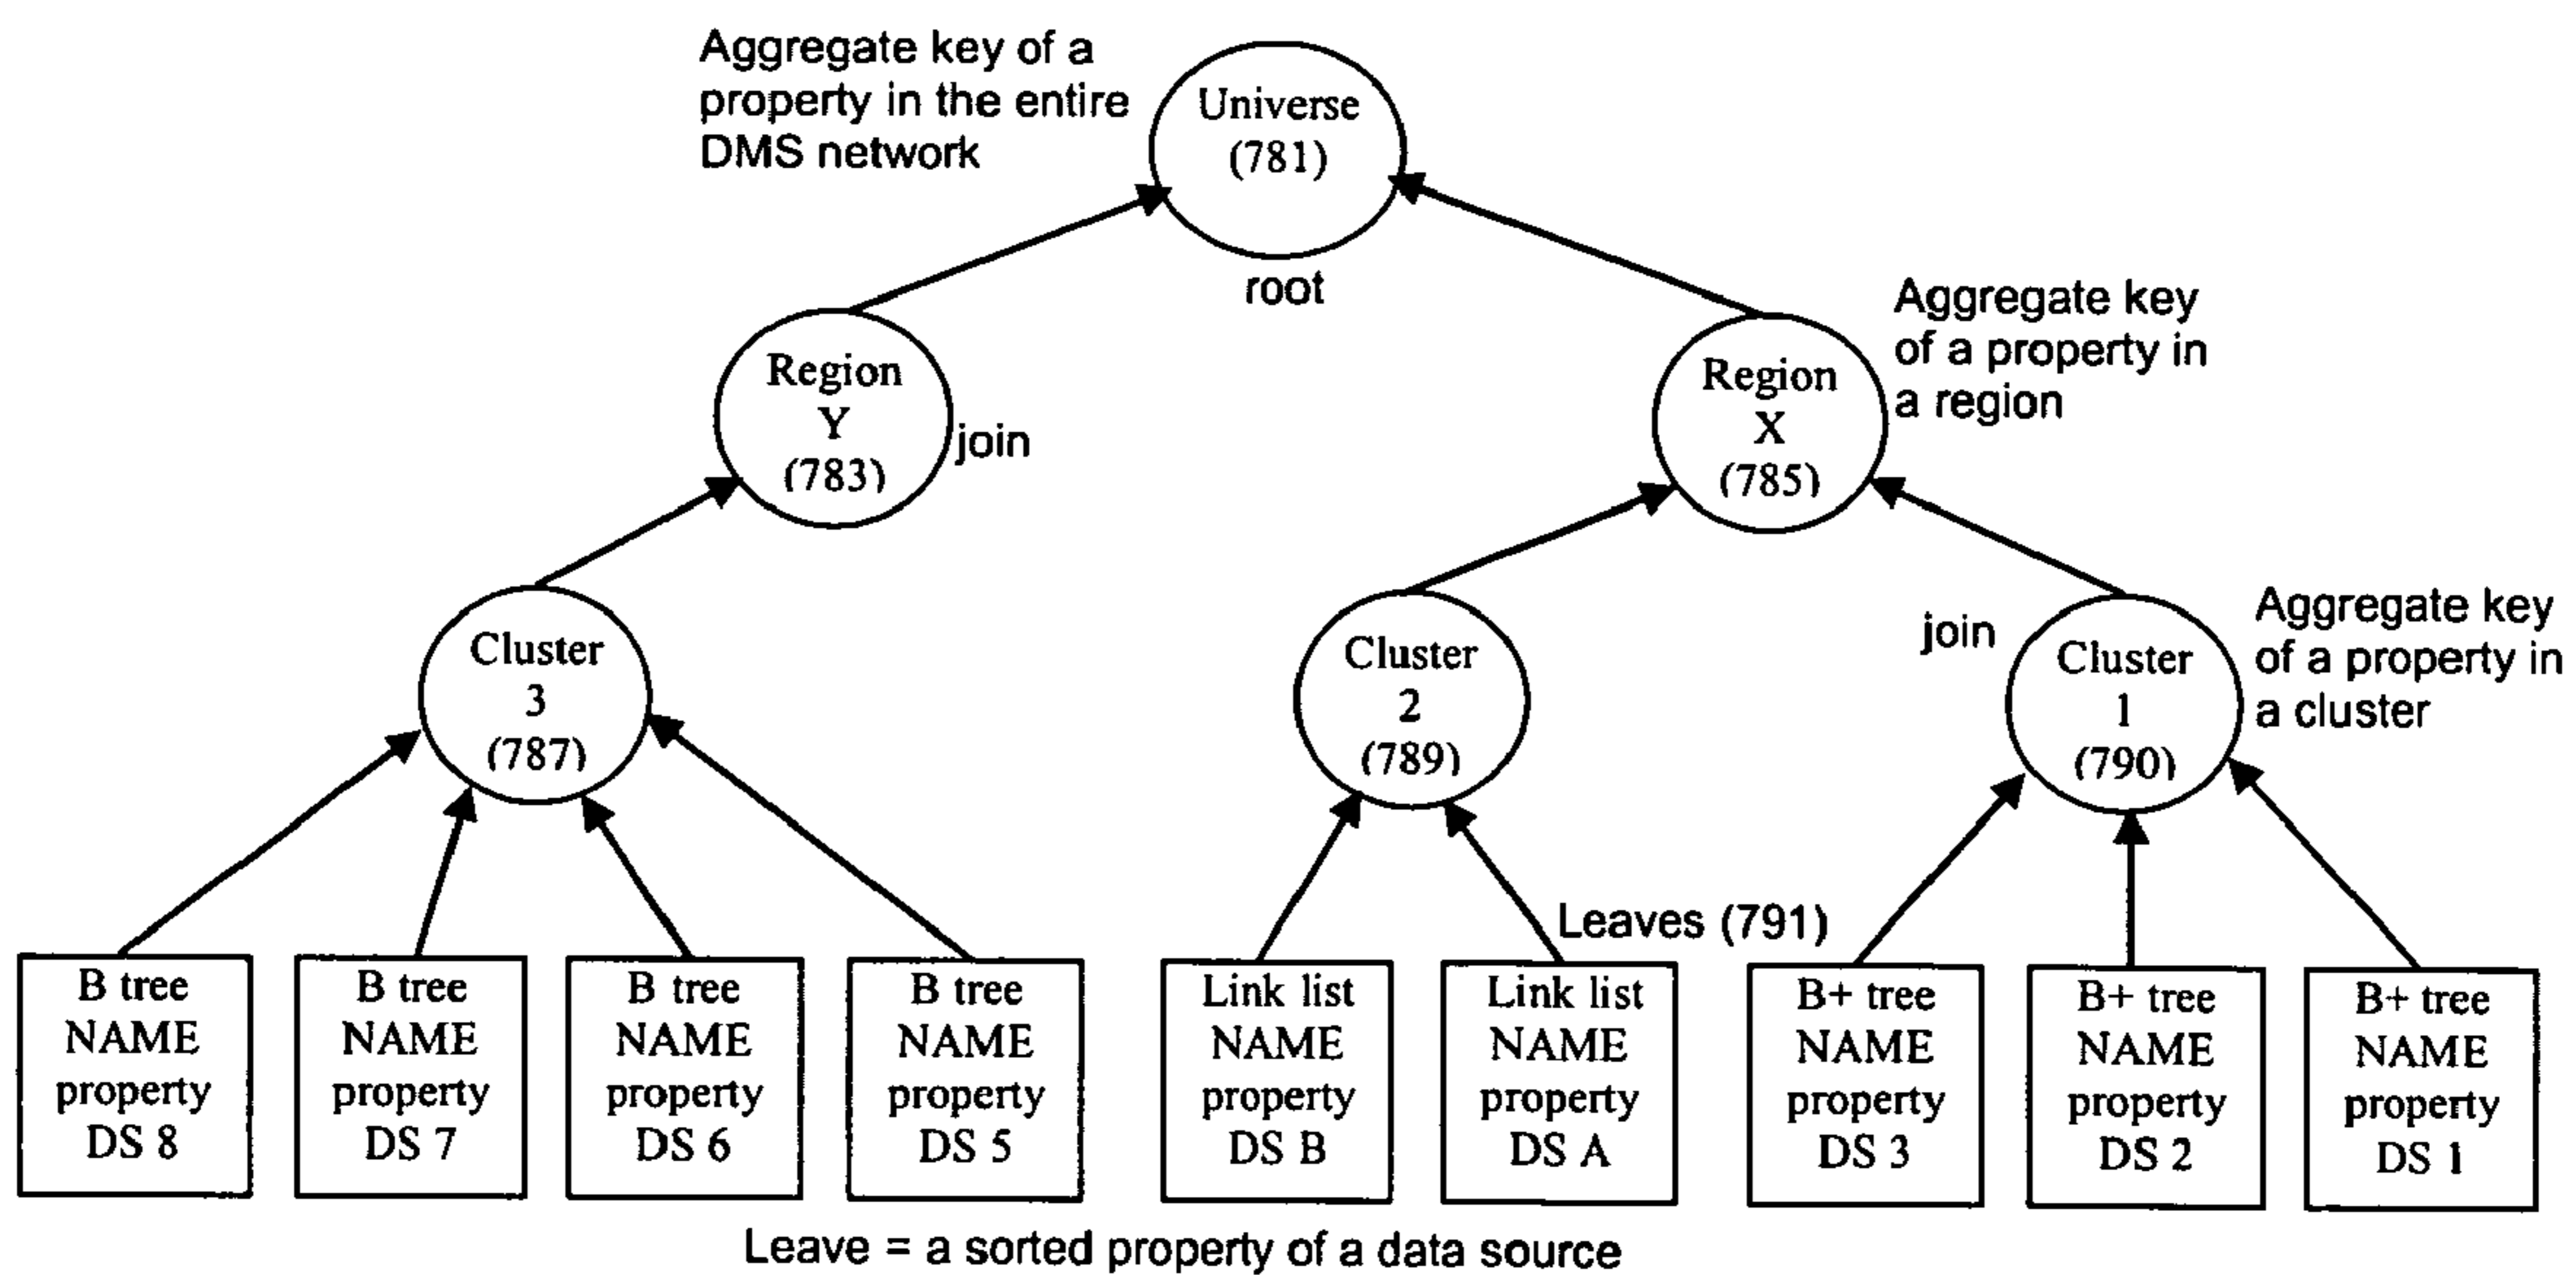 Aggregate key of a
property in the entire
DMS network
Universe
(781)
root
Region
Y
(783)
join
Region
X
(785)
Aggregate key
of a property in
a region
Cluster
3
(787)
Cluster
2
(789)
join
Cluster
1
(790)
Aggregate key
of a property in
a cluster
Leaves (791)
B tree
NAME
property
DS 8
B tree
NAME
property
DS 7
B tree
NAME
property
DS 6
B tree
NAME
property
DS 5
Link list
NAME
property
DS B
Link list
NAME
property
DS A
B+ tree
NAME
property
DS 3
B+ tree
NAME
property
DS 2
B+ tree
NAME
property
DS 1
Leave = a sorted property of a data source